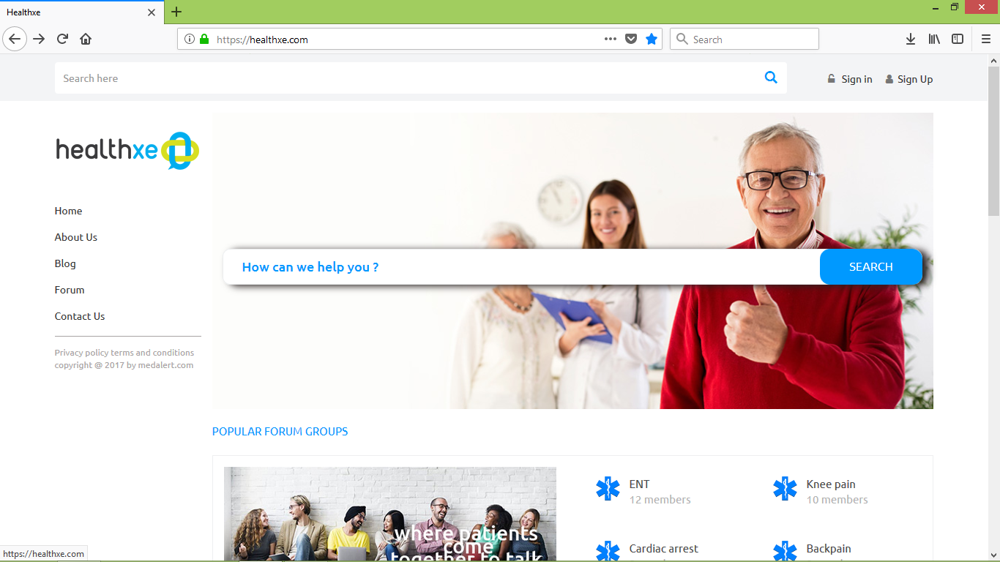 Healthxe
https://healthxe.com
Search
Search here
Sign in
Sign Up
healthxe
Home
About Us
Blog
Forum
Contact Us
Privacy policy terms and conditions
copyright @ 2017 by medalert.com
How can we help you ?
SEARCH
POPULAR FORUM GROUPS
where patients
come
together to talk
ENT
12 members
Knee pain
10 members
Cardiac arrest
Backpain
https://healthxe.com